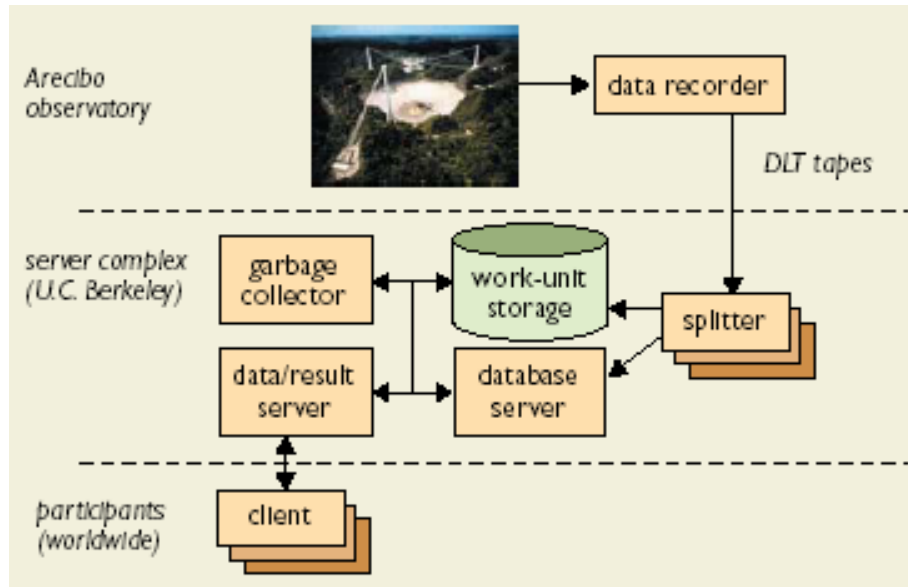 Arecibo
observatory
data recorder
DLT tapes
server complex
(U.C. Berkeley)
garbage
collector
work-unit
storage
splitter
data/result
server
database
server
participants
(worldwide)
client